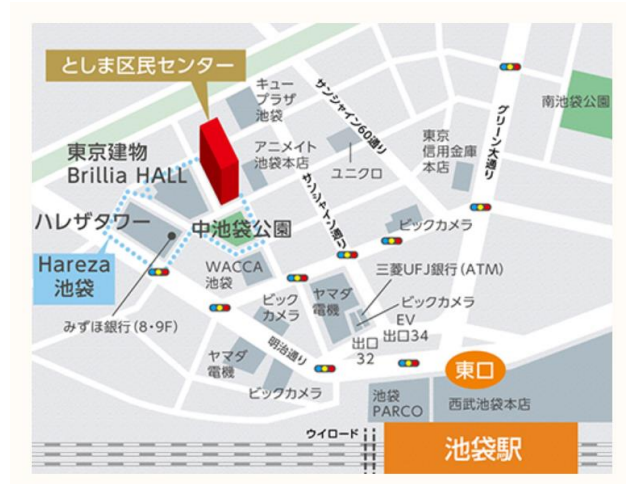 としま区民センター
キュー
プラザ
池袋
サンシャイン60通り
グリーン大通り
南池袋公園
東京建物
Brillia HALL
アニメイト
池袋本店
ユニクロ
東京
信用金庫
本店
ハレザタワー
中池袋公園
サンシャイン通り
ビックカメラ
Hareza
池袋
WACCA
池袋
三菱UFJ銀行(ATM)
みずほ銀行(8・9F)
ビック
カメラ
ヤマダ
電機
ビックカメラ
EV
出口34
出口
32
明治通り
ヤマダ
電機
ビックカメラ
東口
池袋
PARCO
西武池袋本店
ウイロード
池袋駅